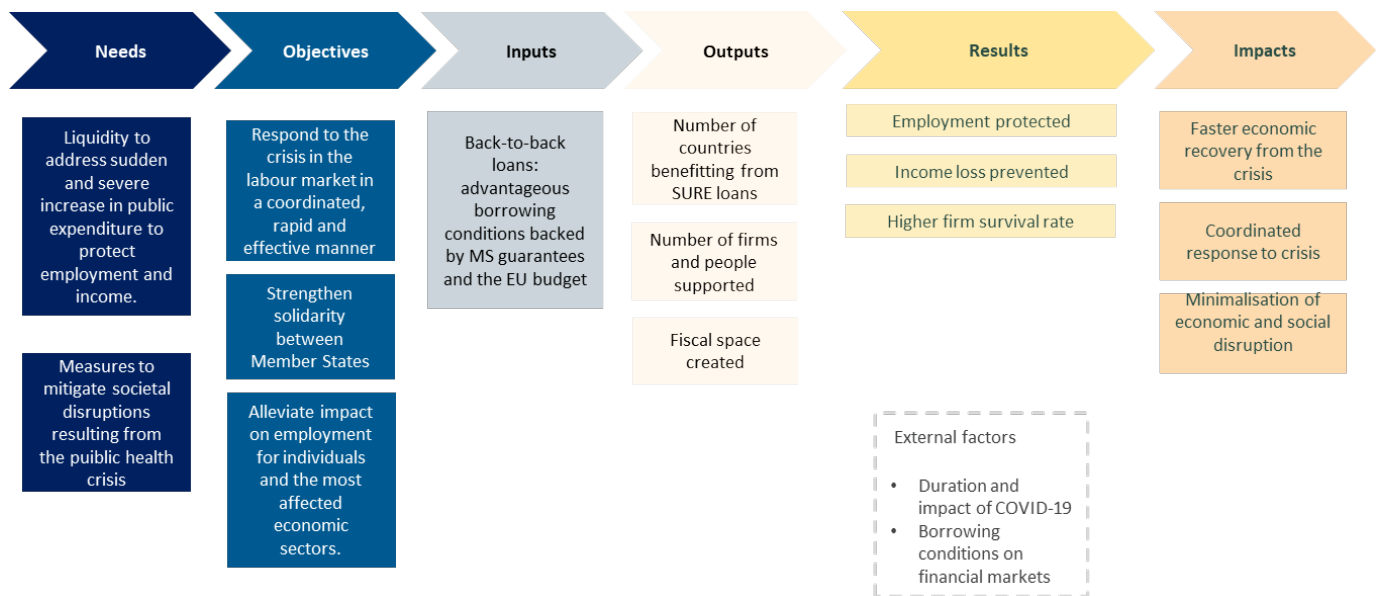 Needs
Objectives
Inputs
Outputs
Results
Impacts
Liquidity to
address sudden
and severe
increase in public
expenditure to
protect
employment and
income.
Measures to
mitigate societal
disruptions
resulting from
the puiblic health
crisis
Respond to the
crisis in the
labour market in
a coordinated,
rapid and
effective manner
Strengthen
solidarity
between
Member States
Alleviate impact
on employment
for individuals
and the most
affected
economic
sectors.
Back-to-back
loans:
advantageous
borrowing
conditions backed
by MS guarantees
and the EU budget
Number of
countries
benefitting from
SURE loans
Number of firms
and people
supported
Fiscal space
created
Employment protected
Income loss prevented
Higher firm survival rate
External factors
• Duration and
impact of COVID-19
• Borrowing
conditions on
financial markets
Faster economic
recovery from the
crisis
Coordinated
response to crisis
Minimalisation of
economic and social
disruption